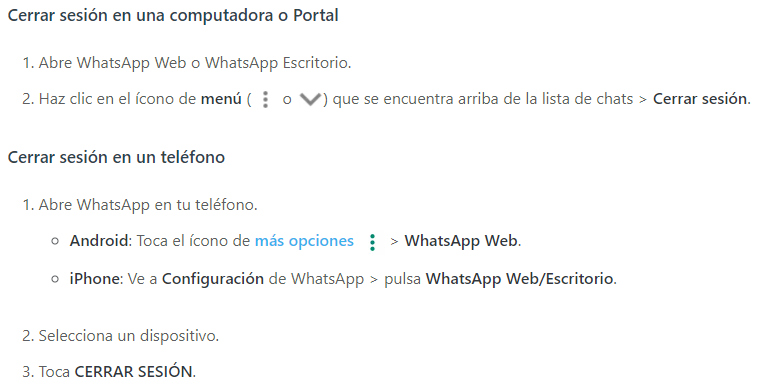 Cerrar sesión en una computadora o Portal
1. Abre WhatsApp Web o WhatsApp Escritorio.
2. Haz clic en el ícono de menú ( ⋮ o ⌵) que se encuentra arriba de la lista de chats > Cerrar sesión.
Cerrar sesión en un teléfono
1. Abre WhatsApp en tu teléfono.
Android: Toca el ícono de más opciones ⋮ > WhatsApp Web.
iPhone: Ve a Configuración de WhatsApp > pulsa WhatsApp Web/Escritorio.
2. Selecciona un dispositivo.
3. Toca CERRAR SESIÓN.